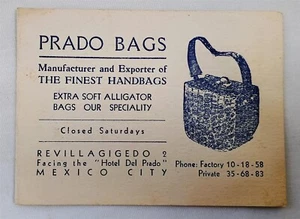 PRADO BAGS
Manufacturer and Exporter of
THE FINEST HANDBAGS
EXTRA SOFT ALLIGATOR
BAGS OUR SPECIALITY
Closed Saturdays
REVILLAGIGEDO 2
Facing the "Hotel Del Prado"
MEXICO CITY
Phone: Factory 10-18-58
Private 35-68-83